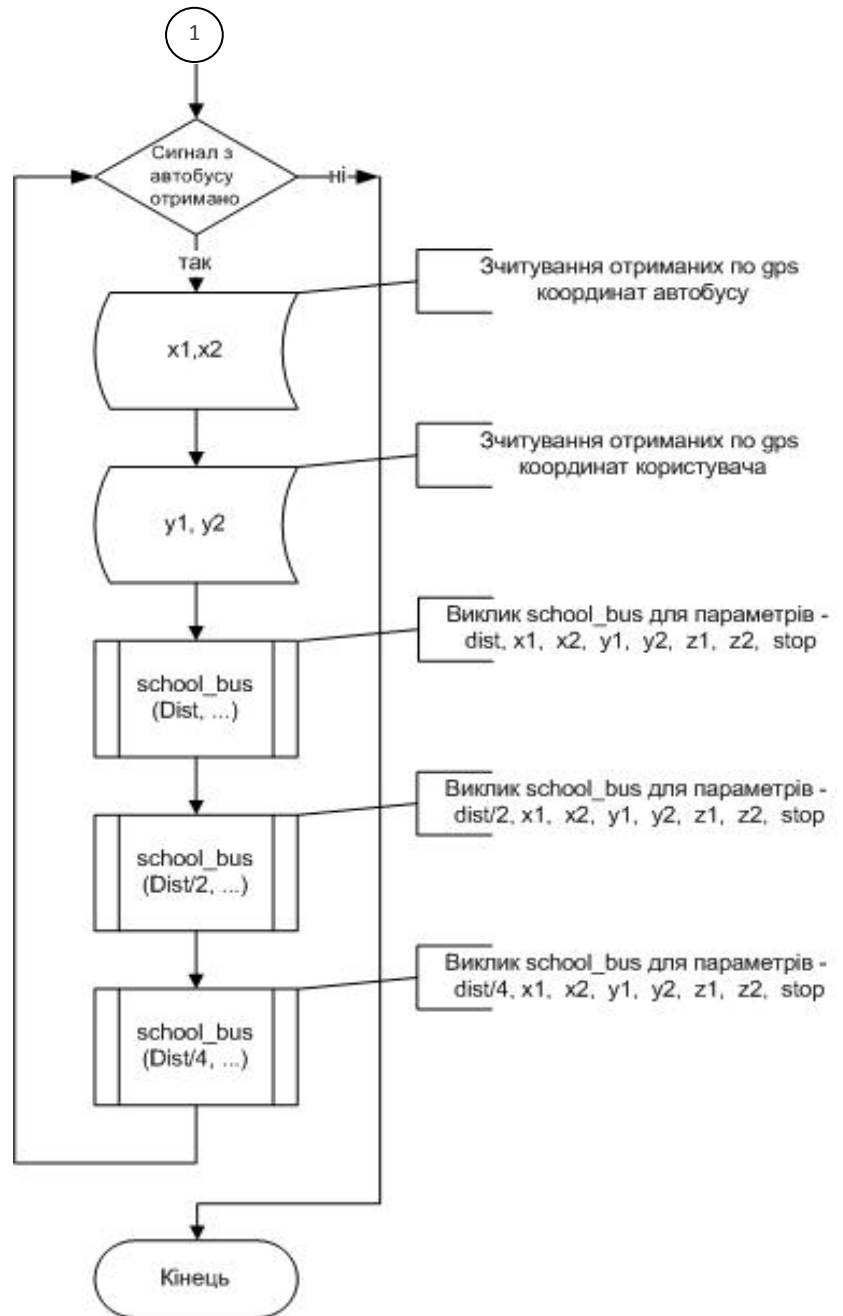 1
Сигнал з
автобусу
отримано
ні
так
Зчитування отриманих по gps
координат автобусу
x1,x2
Зчитування отриманих по gps
координат користувача
y1, y2
Виклик school_bus для параметрів -
dist, x1, x2, y1, y2, z1, z2, stop
school_bus
(Dist, ...)
Виклик school_bus для параметрів -
dist/2, x1, x2, y1, y2, z1, z2, stop
school_bus
(Dist/2, ...)
Виклик school_bus для параметрів -
dist/4, x1, x2, y1, y2, z1, z2, stop
school_bus
(Dist/4, ...)
Кінець